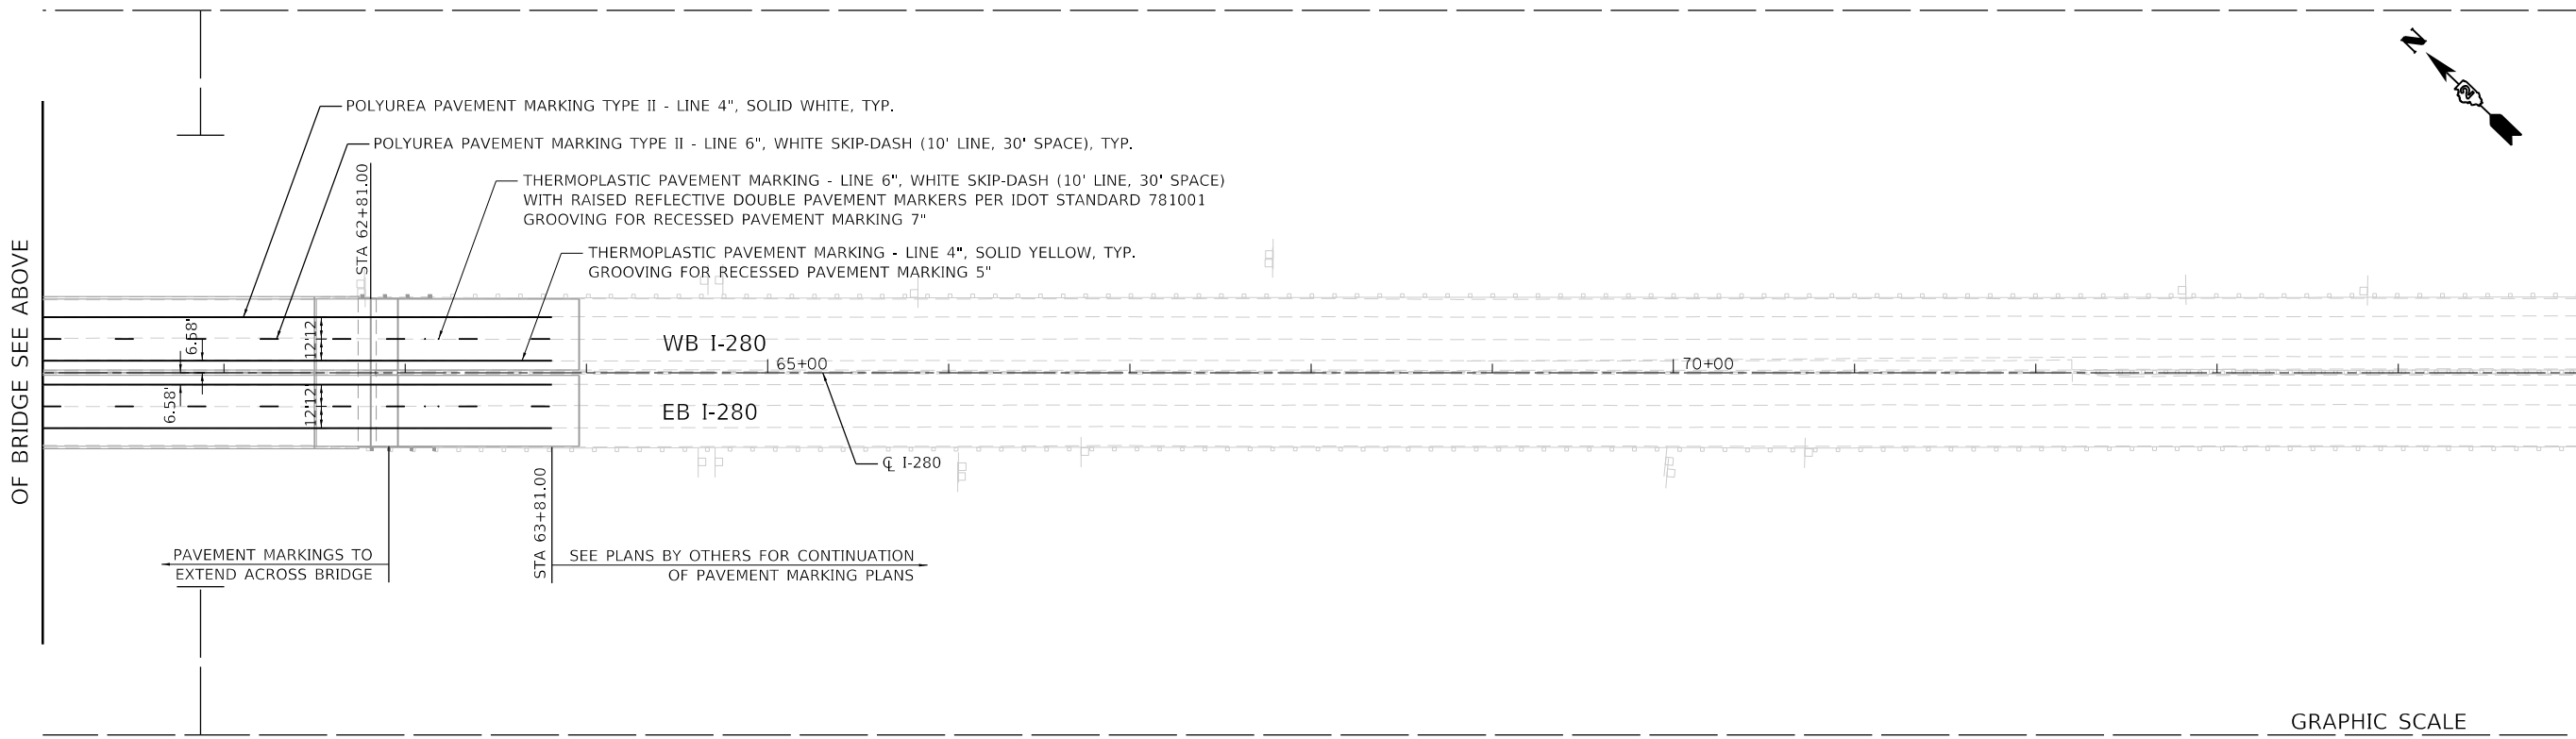 N
2
POLYUREA PAVEMENT MARKING TYPE II - LINE 4", SOLID WHITE, TYP.
POLYUREA PAVEMENT MARKING TYPE II - LINE 6", WHITE SKIP-DASH (10' LINE, 30' SPACE), TYP.
THERMOPLASTIC PAVEMENT MARKING - LINE 6", WHITE SKIP-DASH (10' LINE, 30' SPACE)
WITH RAISED REFLECTIVE DOUBLE PAVEMENT MARKERS PER IDOT STANDARD 781001
GROOVING FOR RECESSED PAVEMENT MARKING 7"
STA 62+81.00
THERMOPLASTIC PAVEMENT MARKING - LINE 4", SOLID YELLOW, TYP.
GROOVING FOR RECESSED PAVEMENT MARKING 5"
OF BRIDGE SEE ABOVE
6.58'
12'12'
WB I-280
65+00
70+00
6.58'
12'12'
EB I-280
℄ I-280
STA 63+81.00
PAVEMENT MARKINGS TO
EXTEND ACROSS BRIDGE
SEE PLANS BY OTHERS FOR CONTINUATION
OF PAVEMENT MARKING PLANS
GRAPHIC SCALE